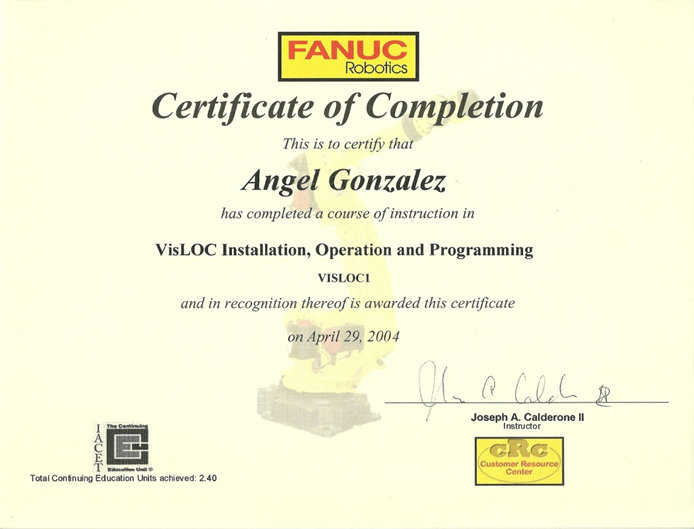 FANUC
Robotics
Certificate of Completion
This is to certify that
Angel Gonzalez
has completed a course of instruction in
VisLOC Installation, Operation and Programming
VISLOC1
and in recognition thereof is awarded this certificate
on April 29, 2004
Joseph A. Calderone II
Instructor
CRC
Customer Resource
Center
IACET
The Continuing
Education Unit ©
Total Continuing Education Units achieved: 2.40